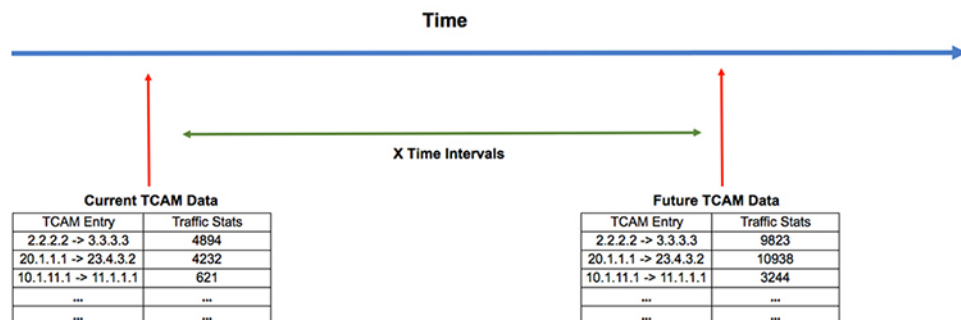 Time
X Time Intervals
Current TCAM Data
TCAM Entry Traffic Stats
2.2.2.2 -> 3.3.3.3 4894
20.1.1.1 -> 23.4.3.2 4232
10.1.11.1 -> 11.1.1.1 621
... ...
... ...
Future TCAM Data
TCAM Entry Traffic Stats
2.2.2.2 -> 3.3.3.3 9823
20.1.1.1 -> 23.4.3.2 10938
10.1.11.1 -> 11.1.1.1 3244
... ...
... ...